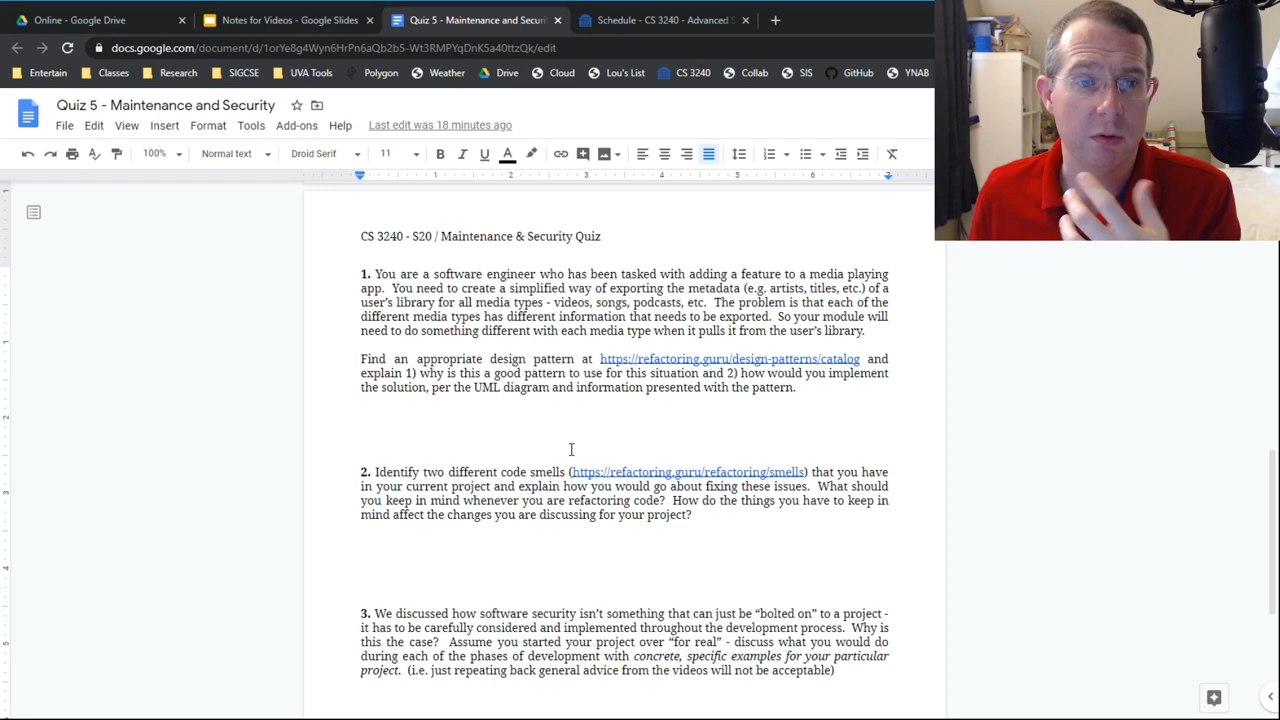 Online - Google Drive
Notes for Videos - Google Slides
Quiz 5 - Maintenance and Securi
Schedule - CS 3240 - Advanced S
docs.google.com/document/d/1orYe8g4Wyn6HrPn6aQb2b5-Wt3RMPYqDnK5a40ttzQk/edit
Entertain Classes Research SIGCSE UVA Tools Polygon Weather Drive Cloud Lou's List CS 3240 Collab SIS GitHub YNAB
Quiz 5 - Maintenance and Security
File Edit View Insert Format Tools Add-ons Help Last edit was 18 minutes ago
100% Normal text Droid Serif 11
1 2 3 4 5 6 7
CS 3240 - S20 / Maintenance & Security Quiz
1. You are a software engineer who has been tasked with adding a feature to a media playing
app. You need to create a simplified way of exporting the metadata (e.g. artists, titles, etc.) of a
user's library for all media types - videos, songs, podcasts, etc. The problem is that each of the
different media types has different information that needs to be exported. So your module will
need to do something different with each media type when it pulls it from the user's library.
Find an appropriate design pattern at https://refactoring.guru/design-patterns/catalog and
explain 1) why is this a good pattern to use for this situation and 2) how would you implement
the solution, per the UML diagram and information presented with the pattern.
2. Identify two different code smells (https://refactoring.guru/refactoring/smells) that you have
in your current project and explain how you would go about fixing these issues. What should
you keep in mind whenever you are refactoring code? How do the things you have to keep in
mind affect the changes you are discussing for your project?
3. We discussed how software security isn't something that can just be "bolted on" to a project -
it has to be carefully considered and implemented throughout the development process. Why is
this the case? Assume you started your project over "for real" - discuss what you would do
during each of the phases of development with concrete, specific examples for your particular
project. (i.e. just repeating back general advice from the videos will not be acceptable)